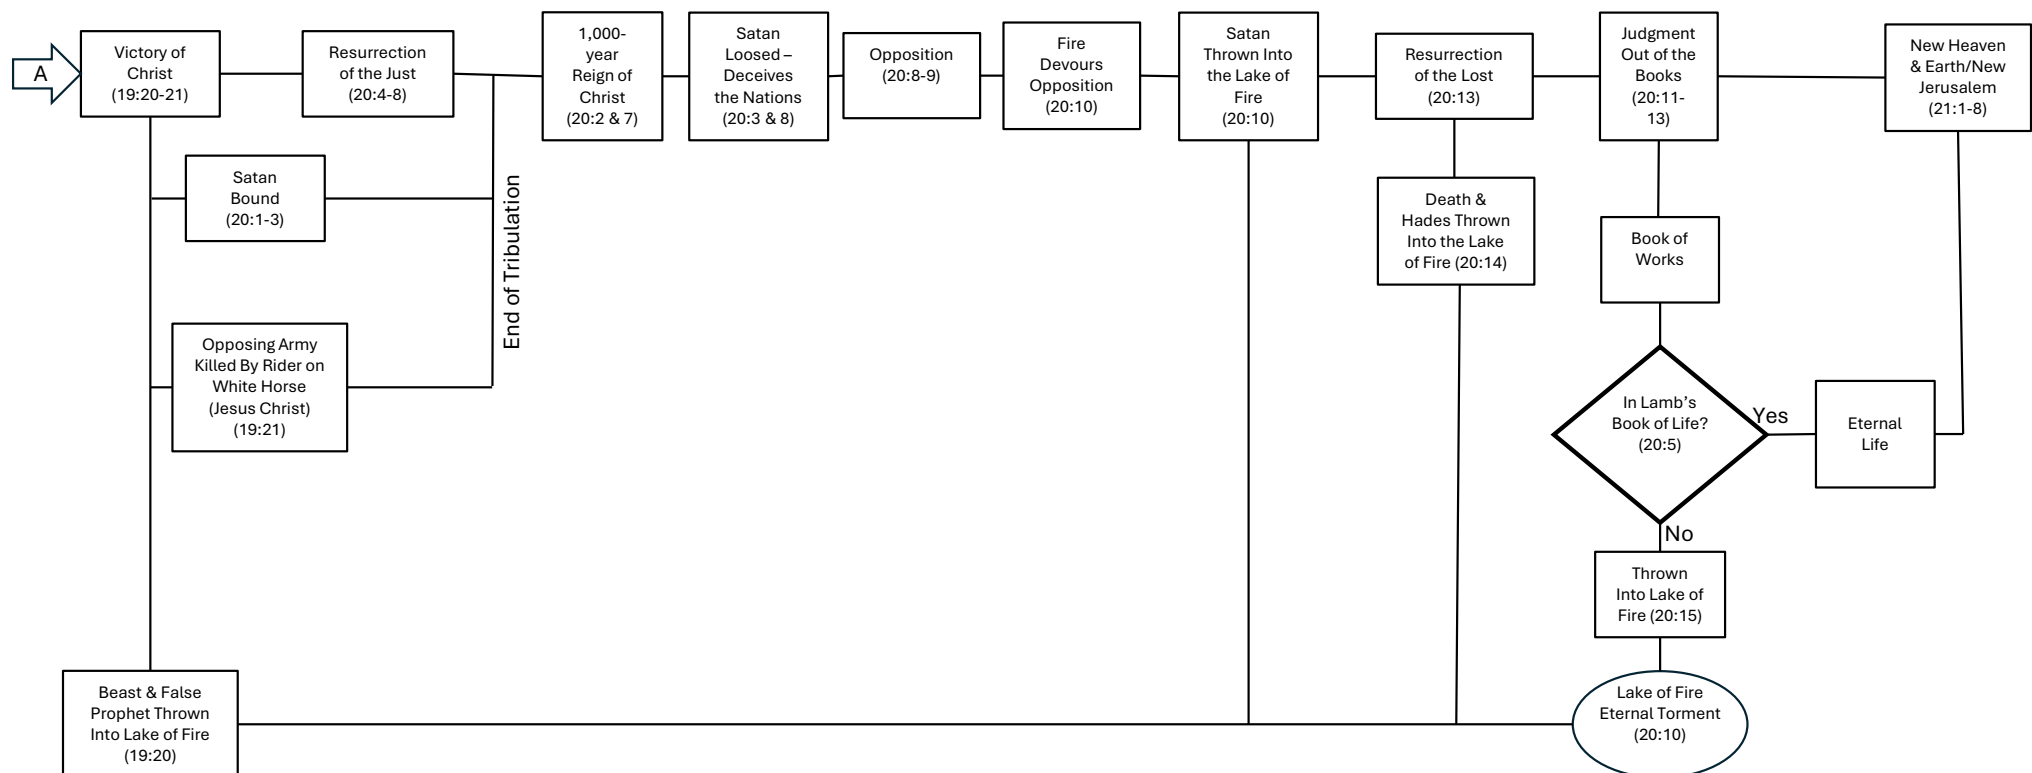 A
Victory of
Christ
(19:20-21)
Resurrection
of the Just
(20:4-8)
1,000-
year
Reign of
Christ
(20:2 & 7)
Satan
Loosed –
Deceives
the Nations
(20:3 & 8)
Opposition
(20:8-9)
Fire
Devours
Opposition
(20:10)
Satan
Thrown Into
the Lake of
Fire
(20:10)
Resurrection
of the Lost
(20:13)
Judgment
Out of the
Books
(20:11-
13)
New Heaven
& Earth/New
Jerusalem
(21:1-8)
Satan
Bound
(20:1-3)
End of Tribulation
Death &
Hades Thrown
Into the Lake
of Fire (20:14)
Book of
Works
Opposing Army
Killed By Rider on
White Horse
(Jesus Christ)
(19:21)
In Lamb’s
Book of Life?
(20:5)
Yes
Eternal
Life
No
Thrown
Into Lake of
Fire (20:15)
Beast & False
Prophet Thrown
Into Lake of Fire
(19:20)
Lake of Fire
Eternal Torment
(20:10)